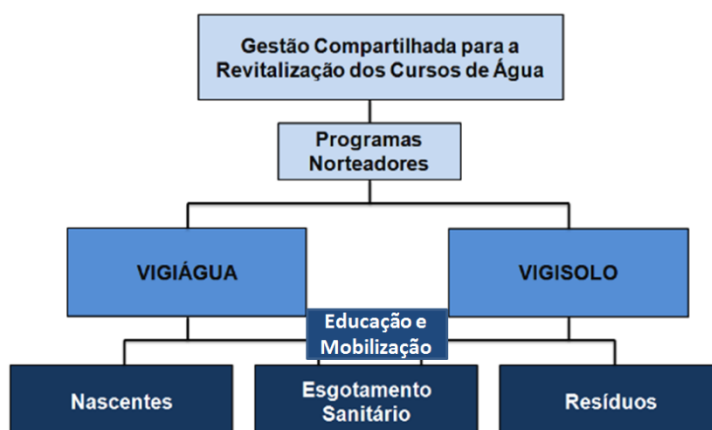 Gestão Compartilhada para a
Revitalização dos Cursos de Água
Programas
Norteadores
VIGIÁGUA
VIGISOLO
Educação e
Mobilização
Nascentes
Esgotamento
Sanitário
Resíduos